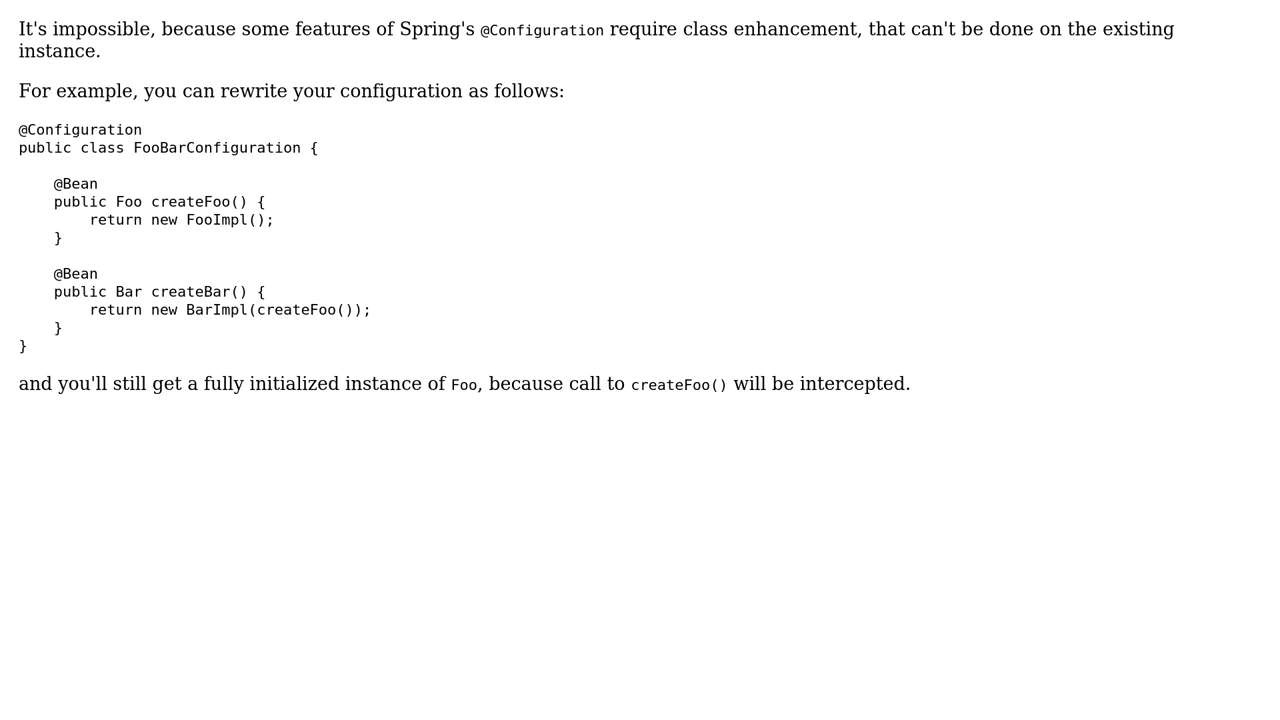 It's impossible, because some features of Spring's @Configuration require class enhancement, that can't be done on the existing
instance.
For example, you can rewrite your configuration as follows:
@Configuration
public class FooBarConfiguration {
    @Bean
    public Foo createFoo() {
        return new FooImpl();
    }
    @Bean
    public Bar createBar() {
        return new BarImpl(createFoo());
    }
}
and you'll still get a fully initialized instance of Foo, because call to createFoo() will be intercepted.